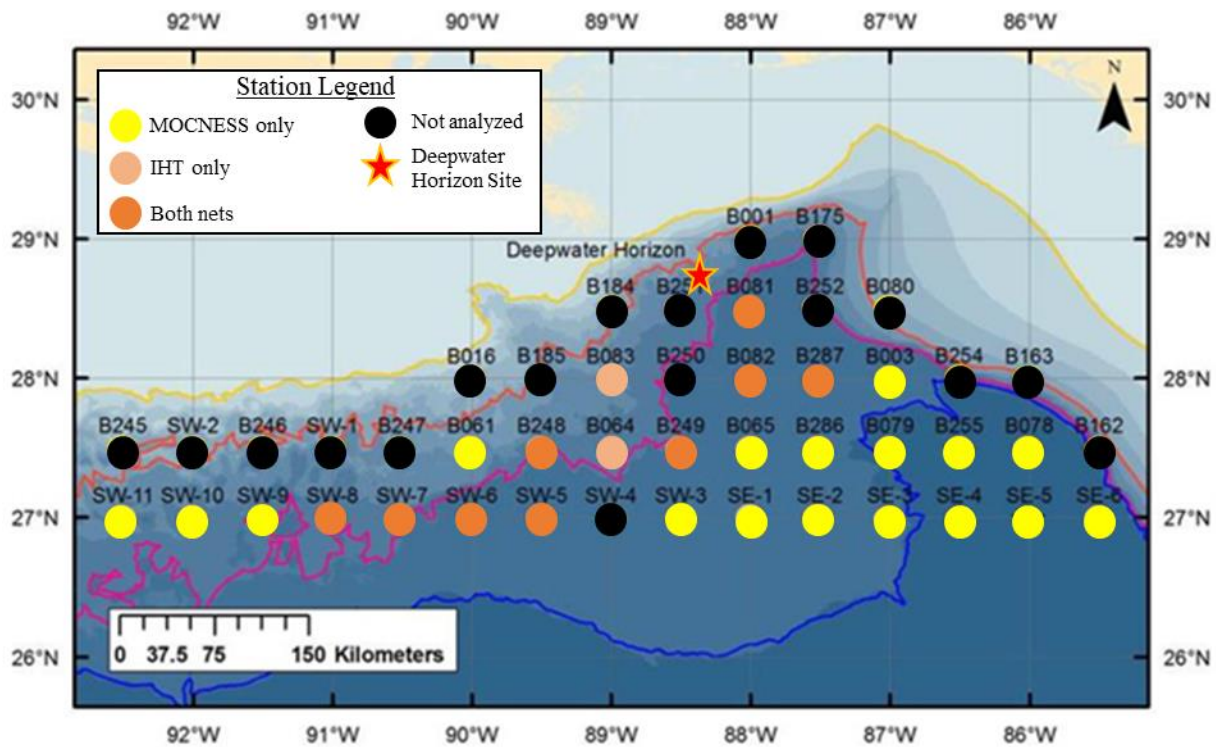 92°W 91°W 90°W 89°W 88°W 87°W 86°W
N
30°N 30°N
Station Legend
MOCNESS only Not analyzed
IHT only Deepwater
Horizon Site
Both nets
B001 B175
29°N 29°N
Deepwater Horizon
B184 B081 B252 B080
28°N 28°N
B016 B185 B083 B250 B082 B287 B003 B254 B163
B245 SW-2 B246 SW-1 B247 B061 B248 B064 B249 B065 B286 B079 B255 B078 B162
SW-11 SW-10 SW-9 SW-8 SW-7 SW-6 SW-5 SW-4 SW-3 SE-1 SE-2 SE-3 SE-4 SE-5 SE-6
27°N 27°N
0 37.5 75 150 Kilometers
26°N 26°N
92°W 91°W 90°W 89°W 88°W 87°W 86°W